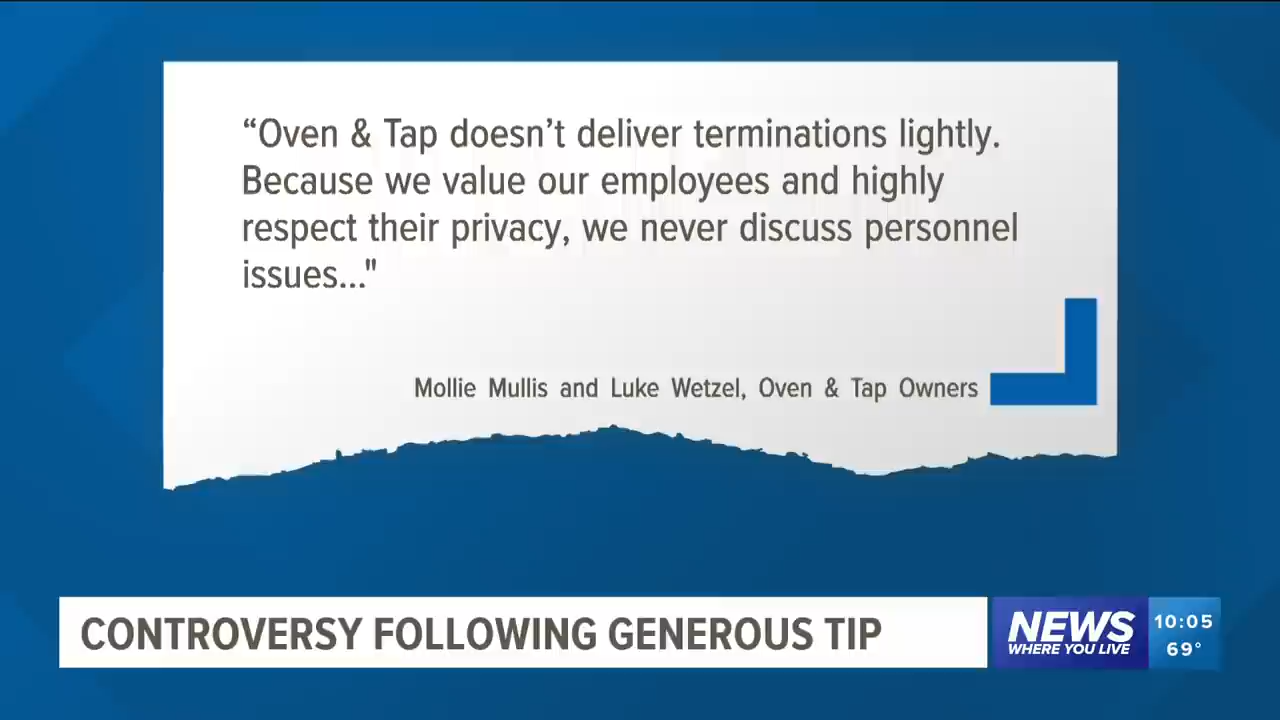 “Oven & Tap doesn’t deliver terminations lightly.
Because we value our employees and highly
respect their privacy, we never discuss personnel
issues..."
Mollie Mullis and Luke Wetzel, Oven & Tap Owners
CONTROVERSY FOLLOWING GENEROUS TIP
NEWS
WHERE YOU LIVE
10:05
69°